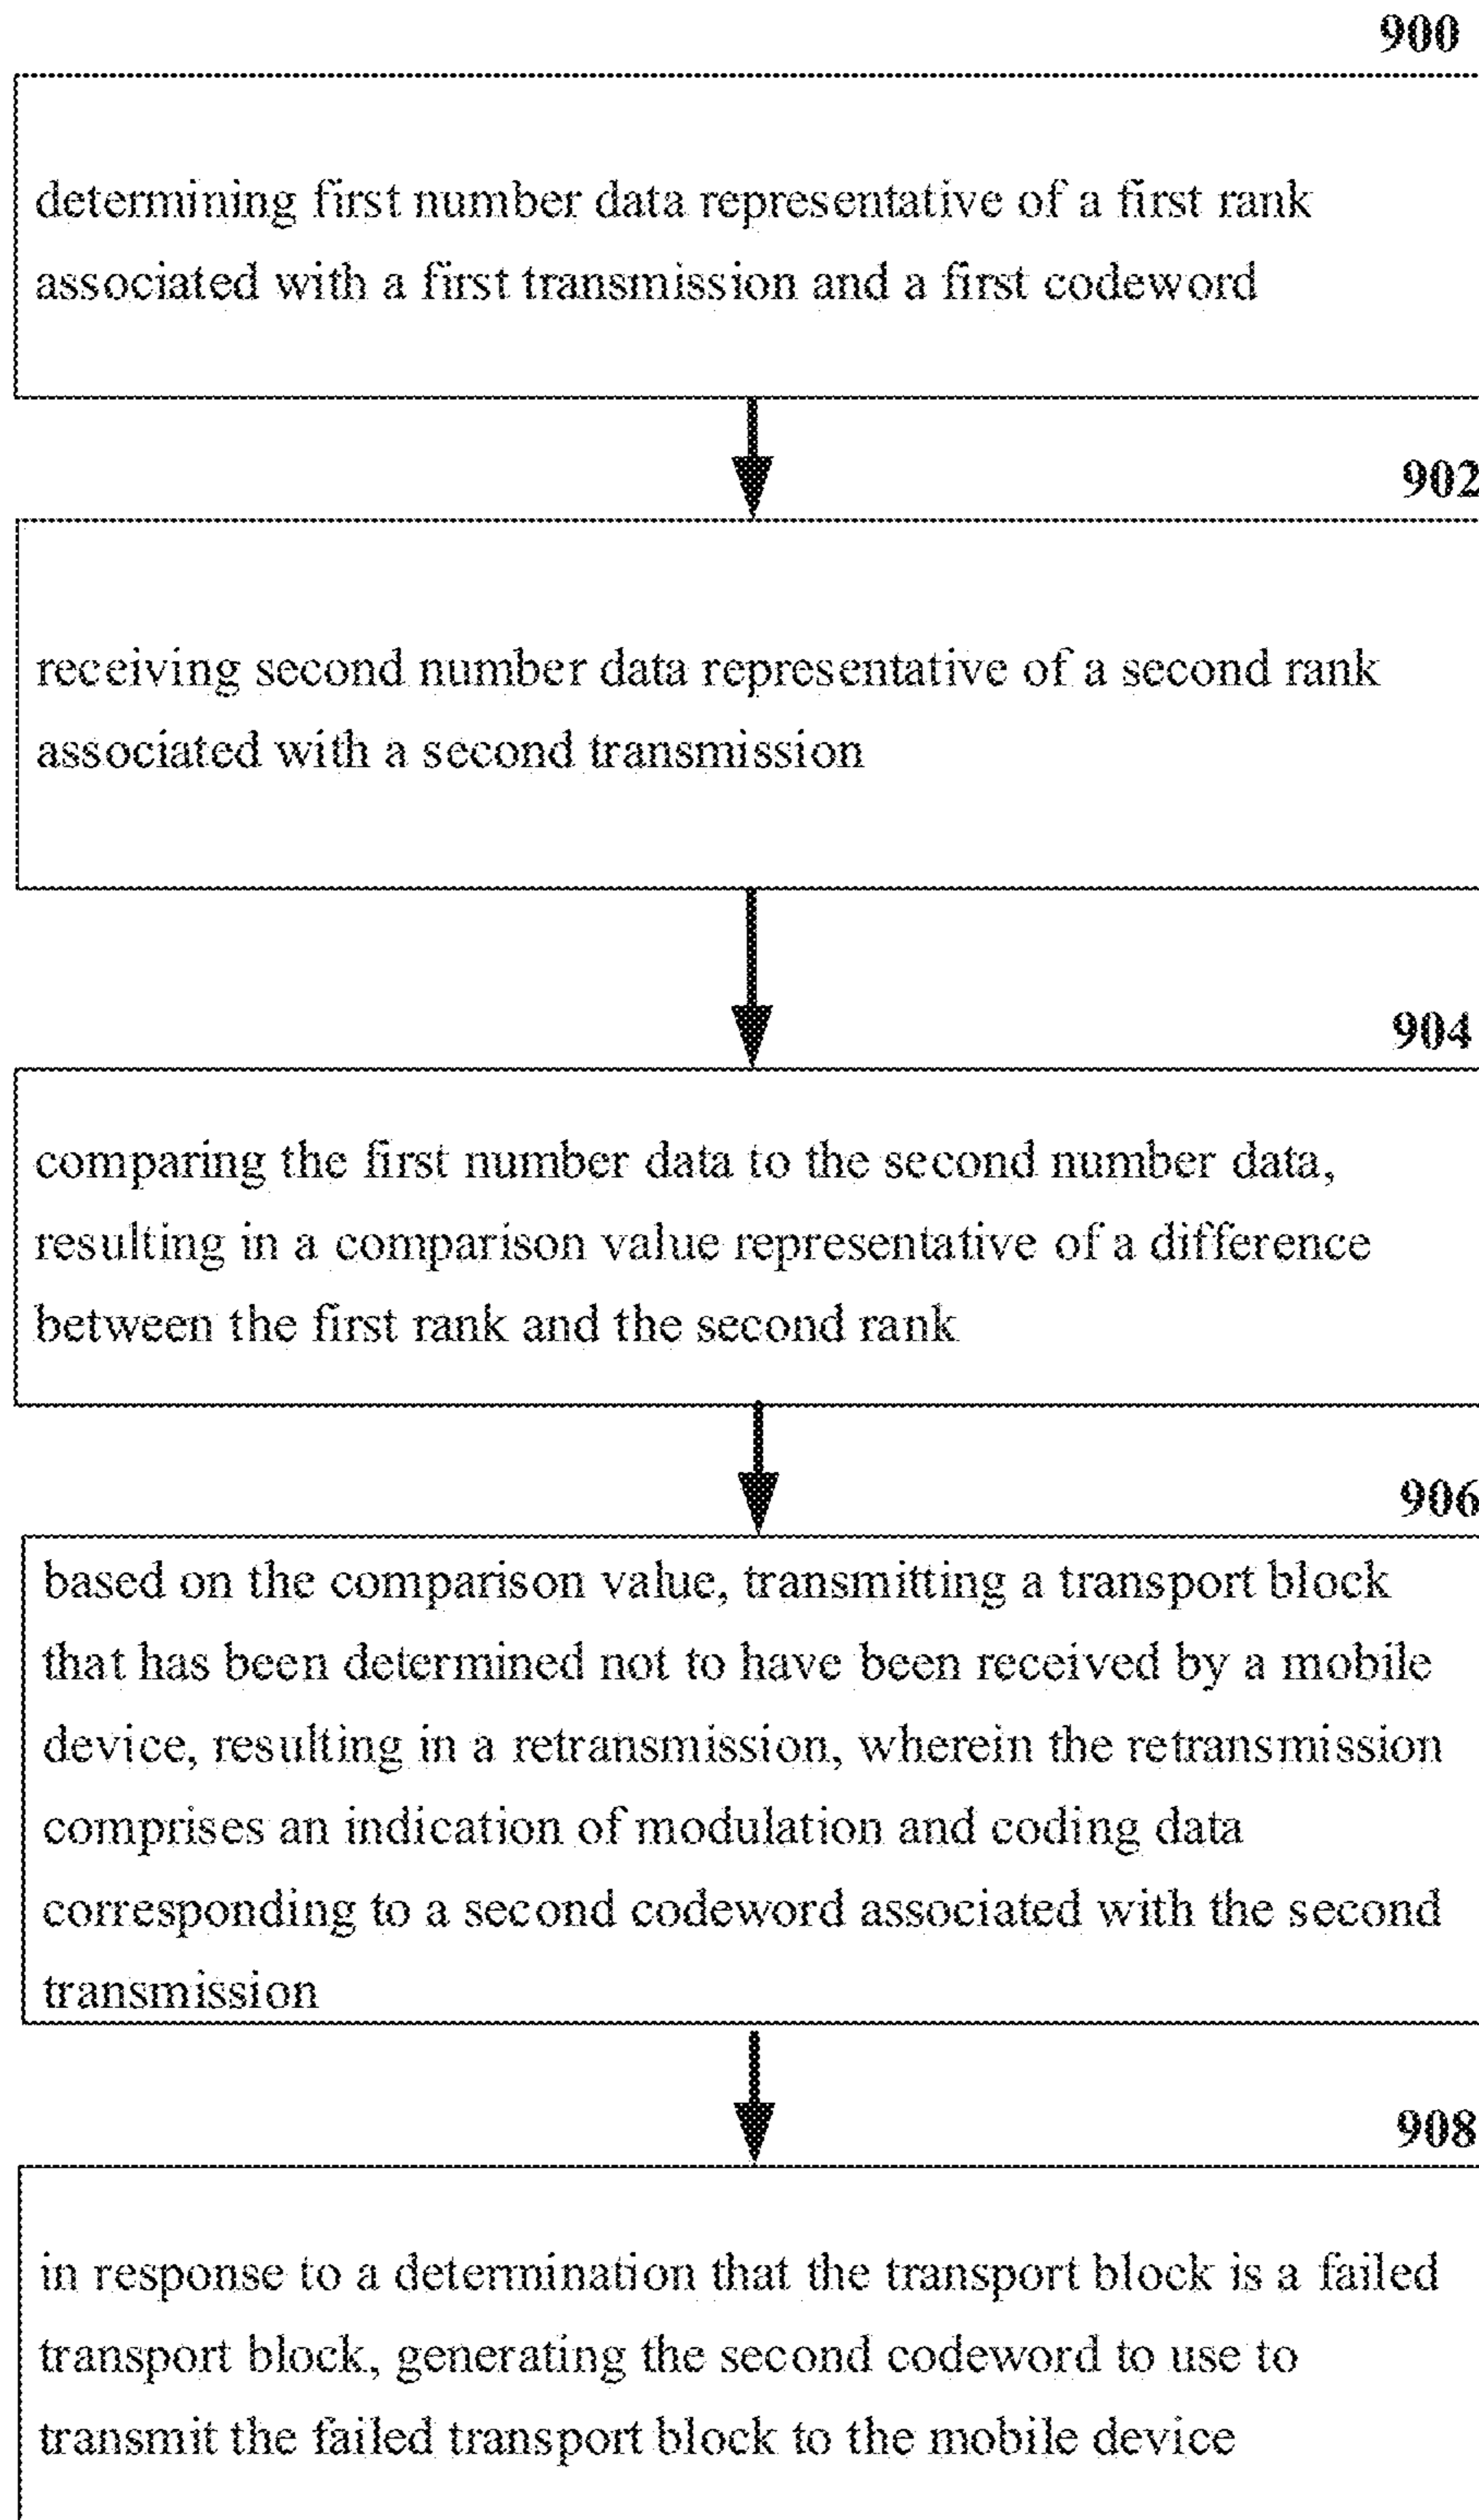 900
determining first number data representative of a first rank
associated with a first transmission and a first codeword
902
receiving second number data representative of a second rank
associated with a second transmission
904
comparing the first number data to the second number data,
resulting in a comparison value representative of a difference
between the first rank and the second rank
906
based on the comparison value, transmitting a transport block
that has been determined not to have been received by a mobile
device, resulting in a retransmission, wherein the retransmission
comprises an indication of modulation and coding data
corresponding to a second codeword associated with the second
transmission
908
in response to a determination that the transport block is a failed
transport block, generating the second codeword to use to
transmit the failed transport block to the mobile device